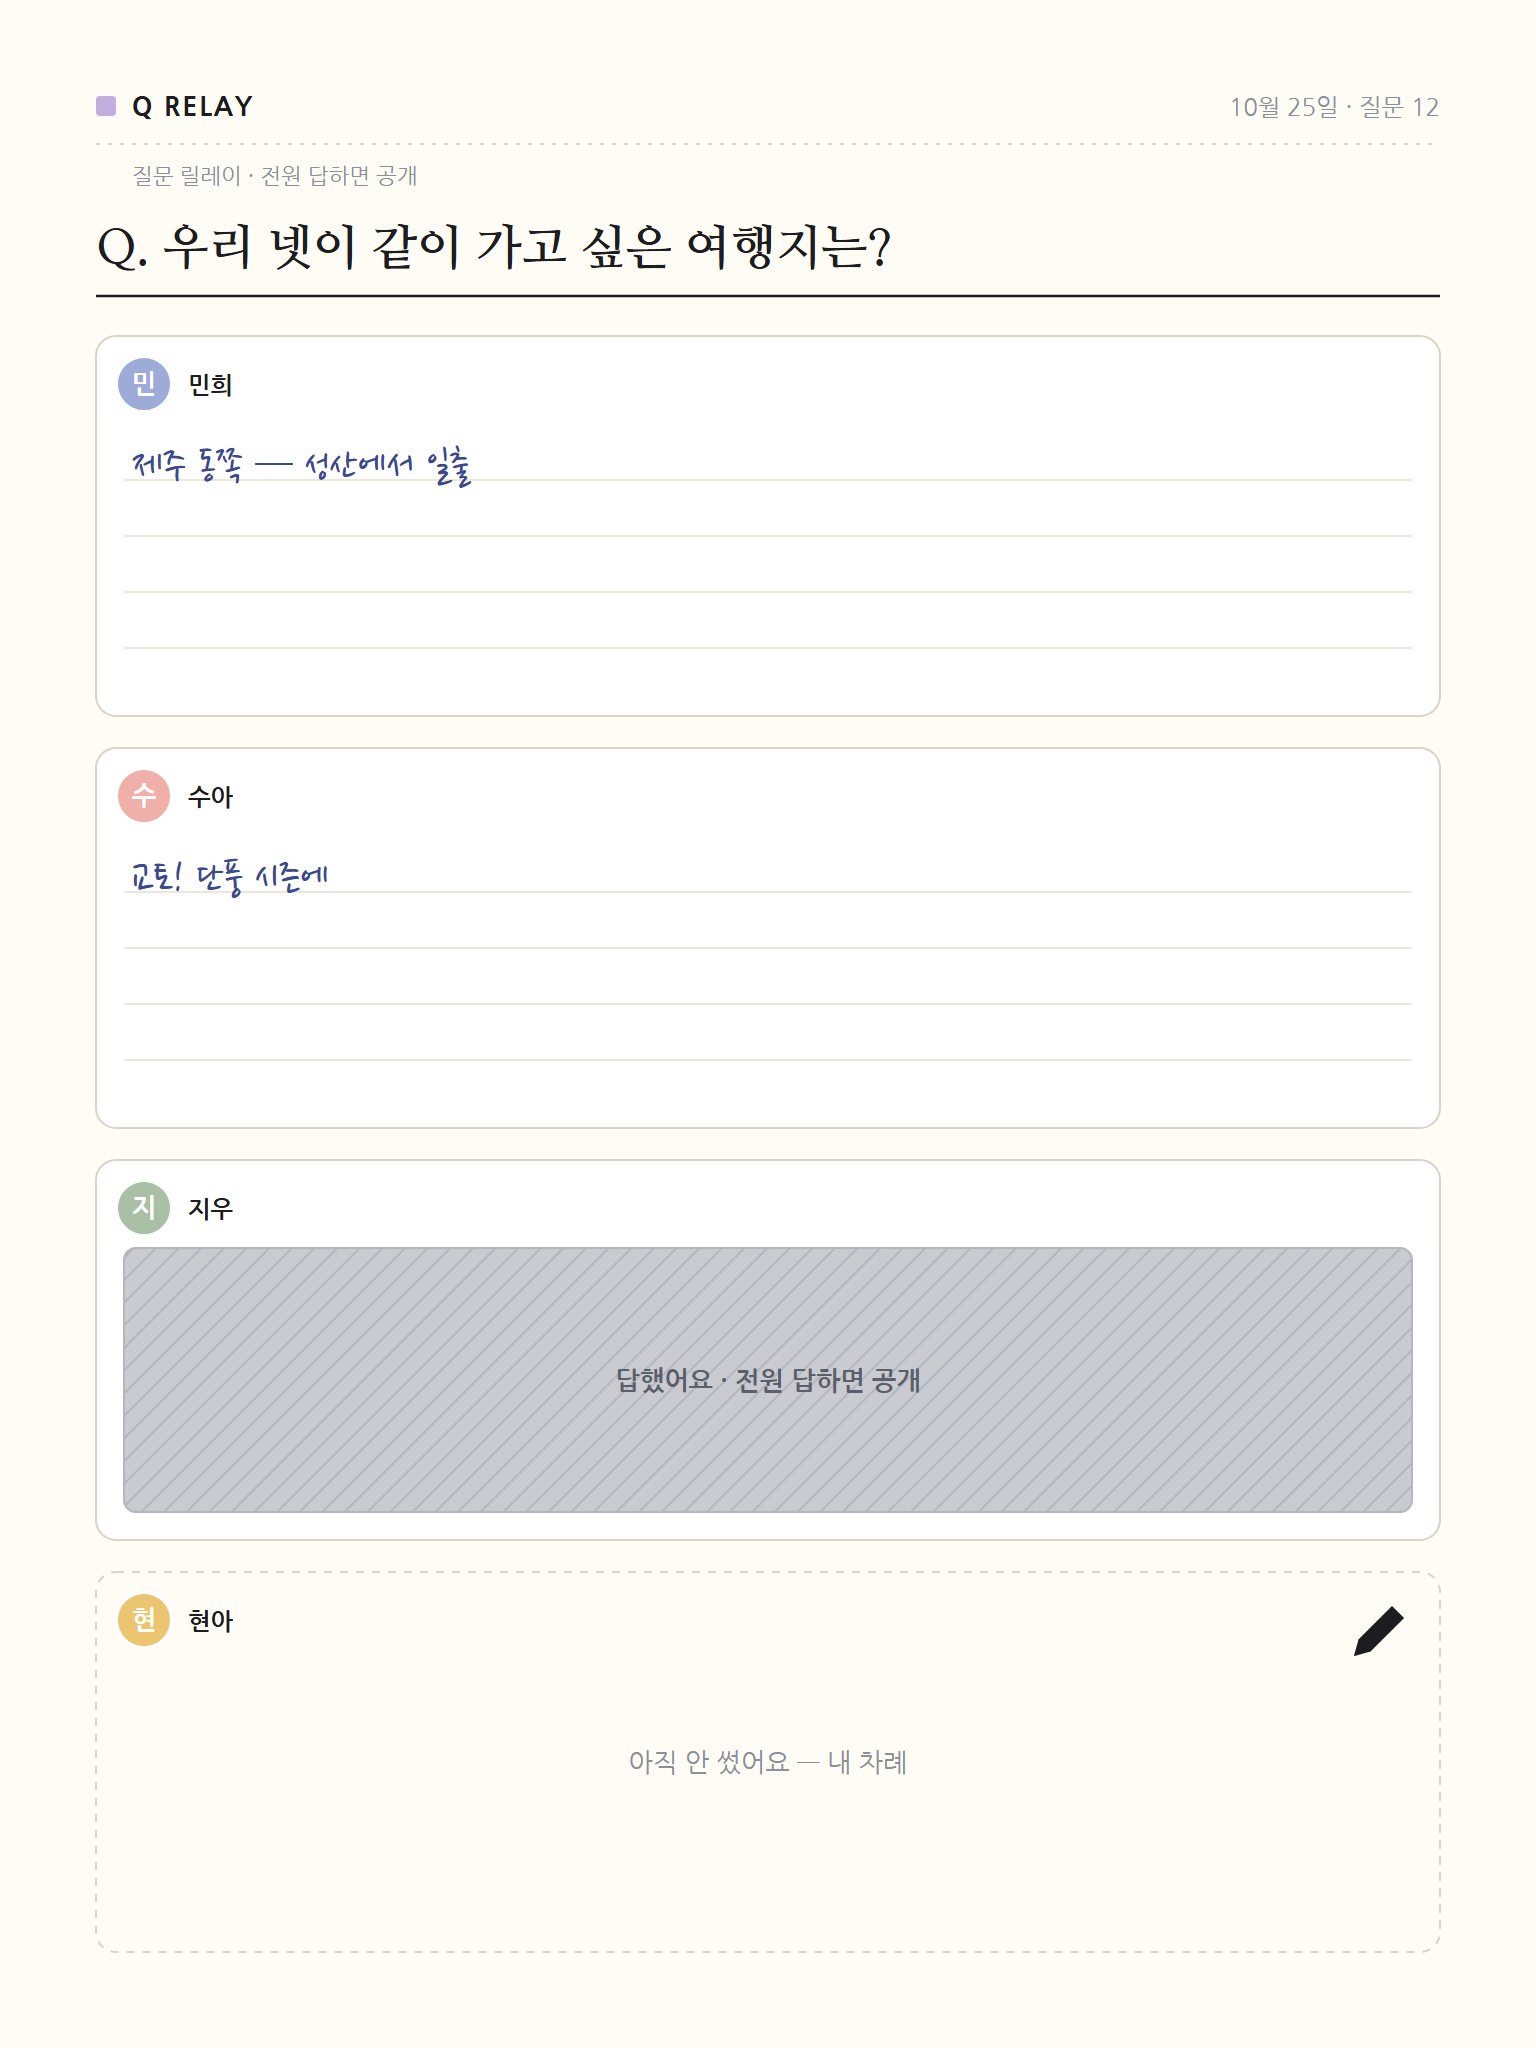 Q RELAY
10월 25일 · 질문 12
질문 릴레이 · 전원 답하면 공개
Q. 우리 넷이 같이 가고 싶은 여행지는?
민 민희
제주 동쪽 — 성산에서 일출
수 수아
교토! 단풍 시즌에
지 지우
답했어요 · 전원 답하면 공개
현 현아
아직 안 썼어요 — 내 차례